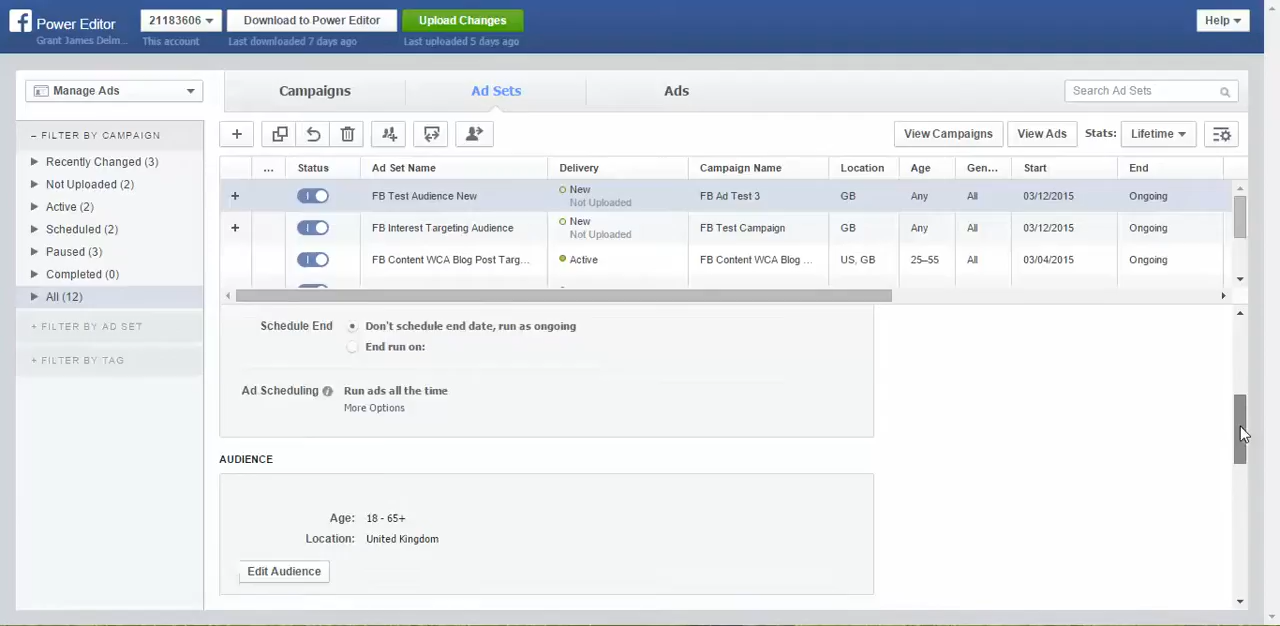 Power Editor
Grant James Delm...
21183606
This account
Download to Power Editor
Last downloaded 7 days ago
Upload Changes
Last uploaded 5 days ago
Help
Manage Ads
Campaigns
Ad Sets
Ads
Search Ad Sets
– FILTER BY CAMPAIGN
Recently Changed (3)
Not Uploaded (2)
Active (2)
Scheduled (2)
Paused (3)
Completed (0)
All (12)
+ FILTER BY AD SET
+ FILTER BY TAG
View Campaigns
View Ads
Stats:
Lifetime
... Status Ad Set Name Delivery Campaign Name Location Age Gen... Start End
FB Test Audience New New Not Uploaded FB Ad Test 3 GB Any All 03/12/2015 Ongoing
FB Interest Targeting Audience New Not Uploaded FB Test Campaign GB Any All 03/12/2015 Ongoing
FB Content WCA Blog Post Targ... Active FB Content WCA Blog ... US, GB 25–55 All 03/04/2015 Ongoing
Schedule End Don't schedule end date, run as ongoing
End run on:
Ad Scheduling Run ads all the time
More Options
AUDIENCE
Age: 18 - 65+
Location: United Kingdom
Edit Audience